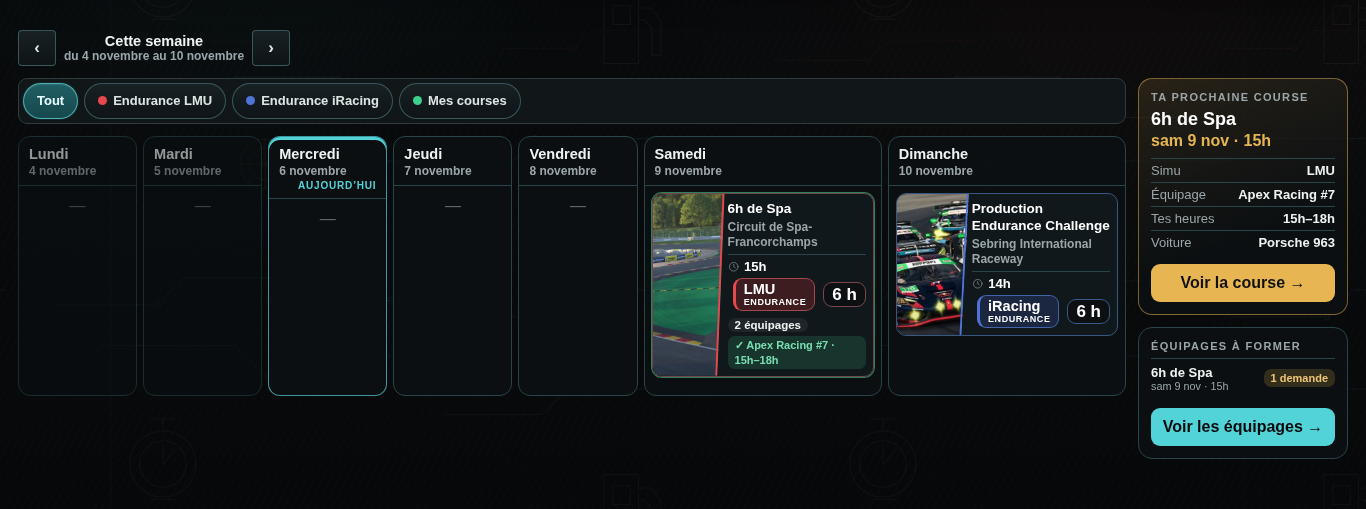 ‹
Cette semaine
du 4 novembre au 10 novembre
›
Tout
Endurance LMU
Endurance iRacing
Mes courses
Lundi
4 novembre
—
Mardi
5 novembre
—
Mercredi
6 novembre
AUJOURD'HUI
—
Jeudi
7 novembre
—
Vendredi
8 novembre
—
Samedi
9 novembre
6h de Spa
Circuit de Spa-
Francorchamps
15h
LMU
ENDURANCE
6 h
2 équipages
✓ Apex Racing #7 ·
15h–18h
Dimanche
10 novembre
Production
Endurance Challenge
Sebring International
Raceway
14h
iRacing
ENDURANCE
6 h
TA PROCHAINE COURSE
6h de Spa
sam 9 nov · 15h
Simu LMU
Équipage Apex Racing #7
Tes heures 15h–18h
Voiture Porsche 963
Voir la course →
ÉQUIPAGES À FORMER
6h de Spa
sam 9 nov · 15h
1 demande
Voir les équipages →